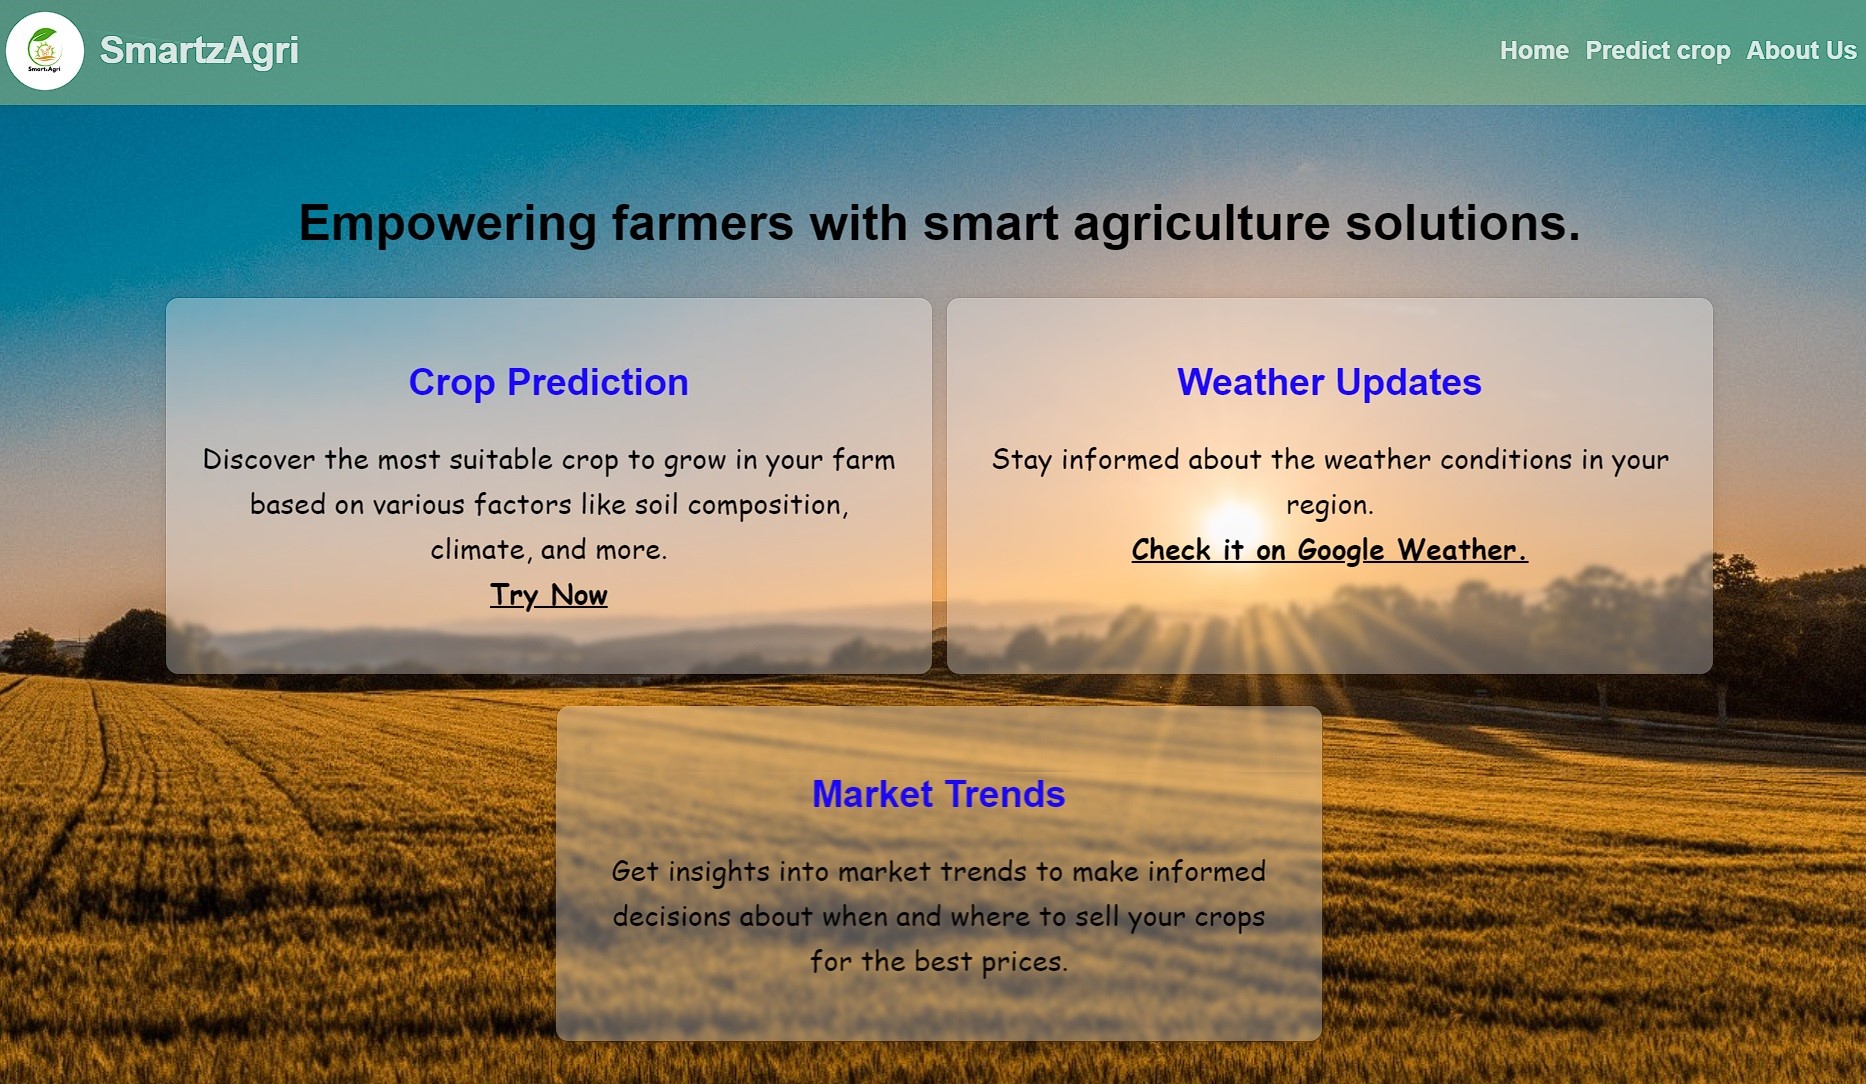 Smartz Agri
SmartzAgri
Home Predict crop About Us
Empowering farmers with smart agriculture solutions.
Crop Prediction
Discover the most suitable crop to grow in your farm
based on various factors like soil composition,
climate, and more.
Try Now
Weather Updates
Stay informed about the weather conditions in your
region.
Check it on Google Weather.
Market Trends
Get insights into market trends to make informed
decisions about when and where to sell your crops
for the best prices.